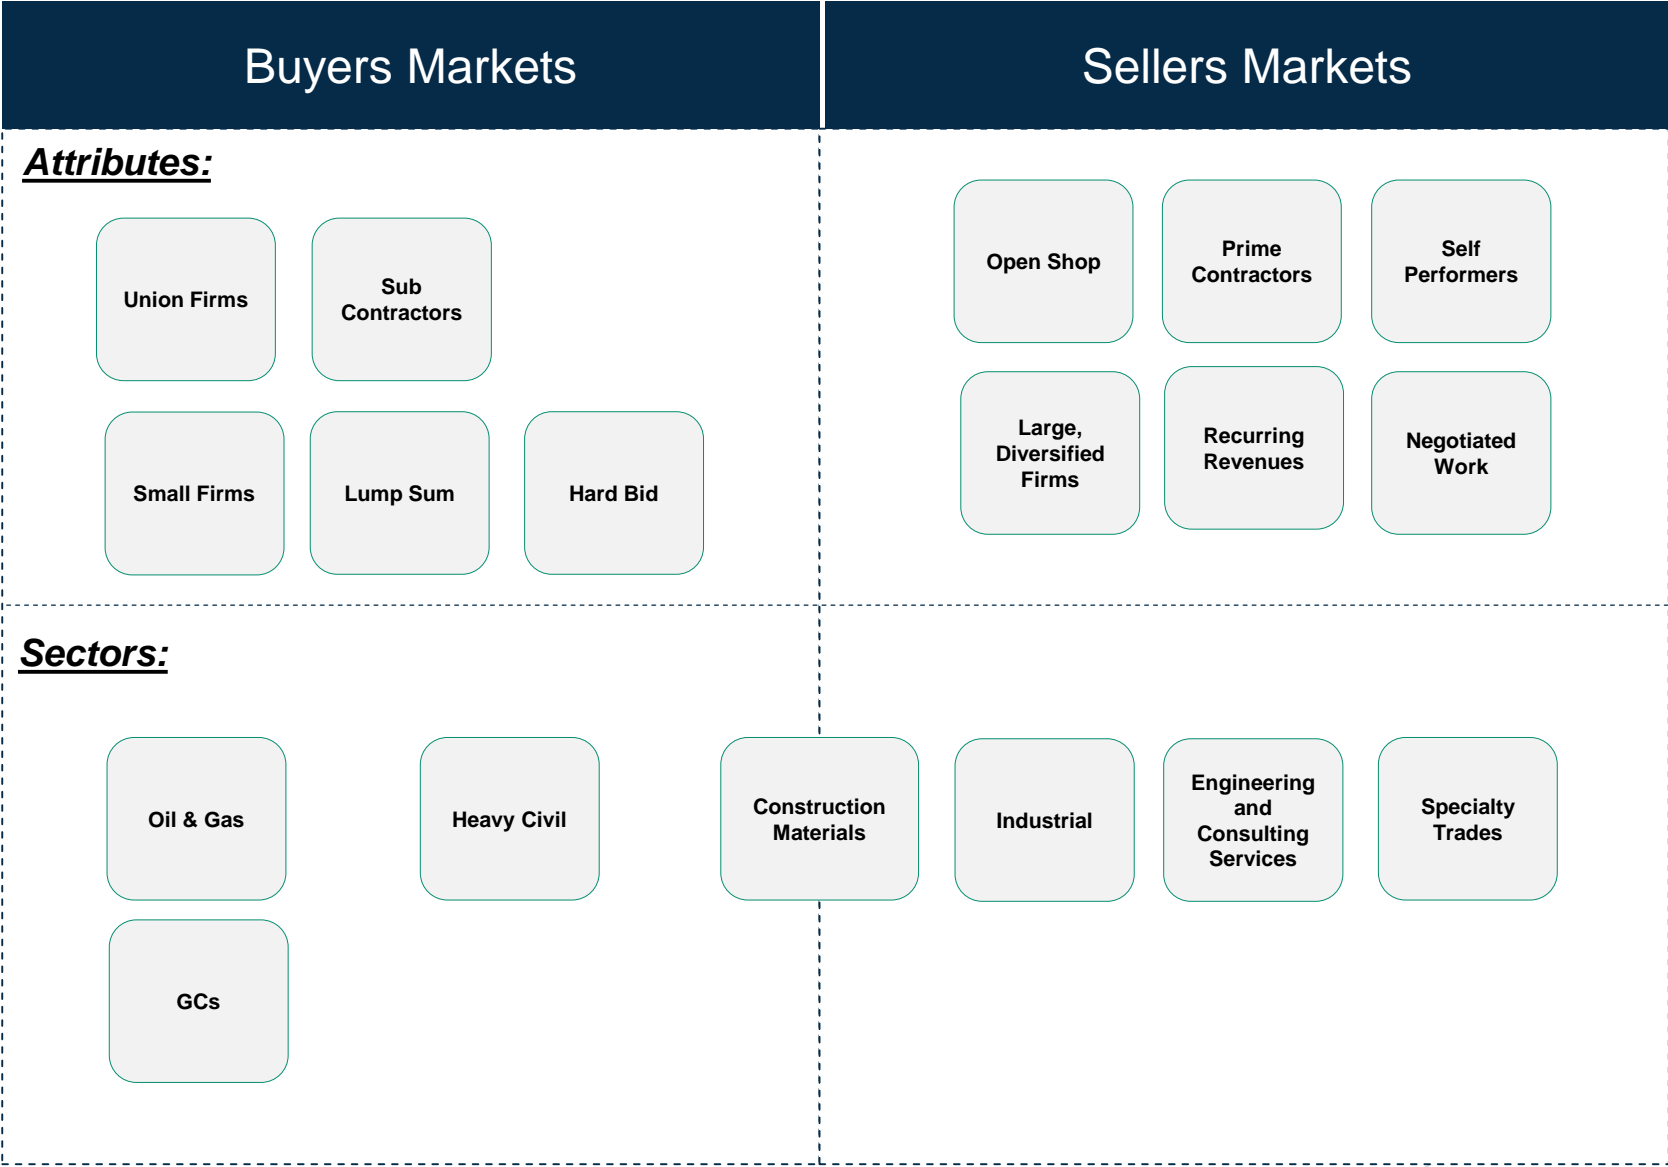 Buyers Markets
Sellers Markets
Attributes:
Union Firms
Sub
Contractors
Small Firms
Lump Sum
Hard Bid
Open Shop
Prime
Contractors
Self
Performers
Large,
Diversified
Firms
Recurring
Revenues
Negotiated
Work
Sectors:
Oil & Gas
Heavy Civil
Construction
Materials
Industrial
Engineering
and
Consulting
Services
Specialty
Trades
GCs